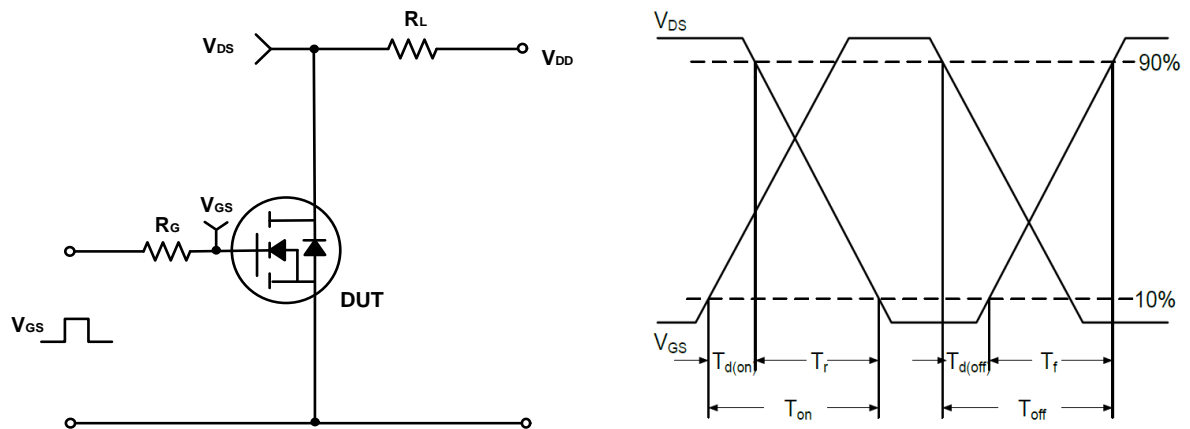 RL
VDS
VDD
RG
VGS
DUT
VGS
VDS
90%
10%
VGS
Td(on)
Tr
Td(off)
Tf
Ton
Toff